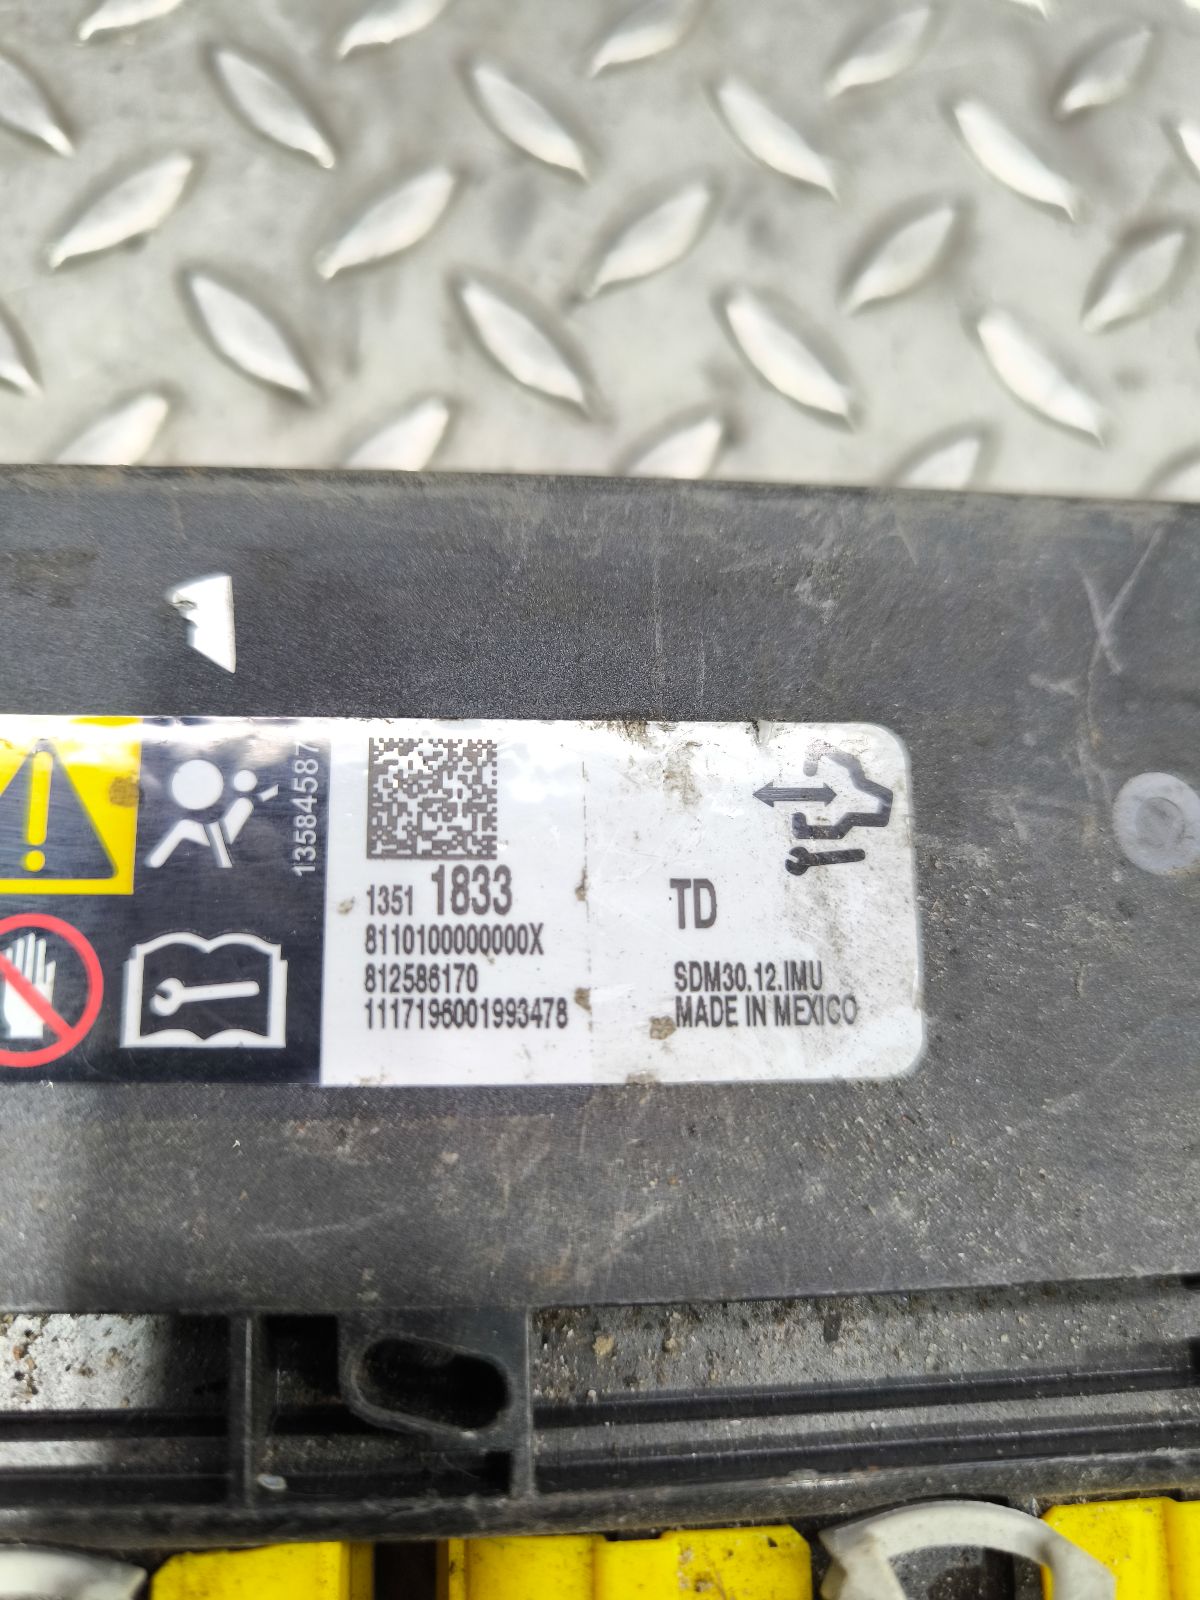 13584587
1351 1833
8110100000000X
812586170
1117196001993478
TD
SDM30.12.IMU
MADE IN MEXICO